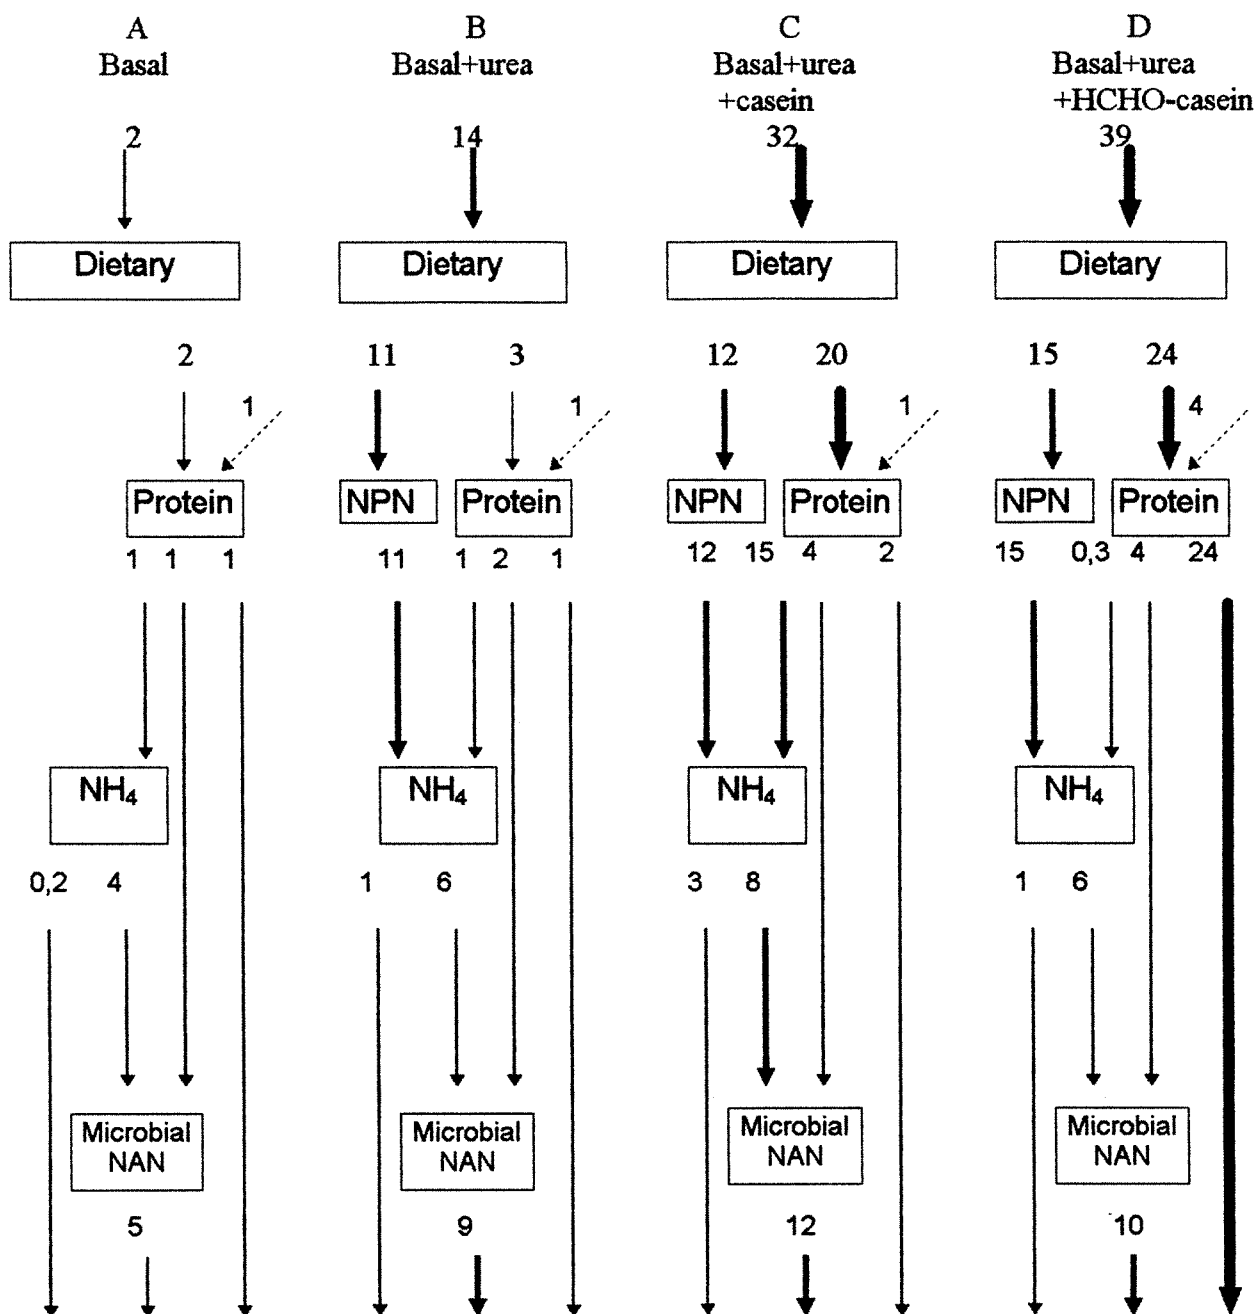 A B C D
Basal Basal+urea Basal+urea Basal+urea
+casein +HCHO-casein
2 14 32 39
Dietary Dietary Dietary Dietary
2 11 3 12 20 15 24
1 1 1 4
Protein NPN Protein NPN Protein NPN Protein
1 1 1 11 1 2 1 12 15 4 2 15 0,3 4 24
NH₄ NH₄ NH₄ NH₄
0,2 4 1 6 3 8 1 6
Microbial Microbial Microbial Microbial
NAN NAN NAN NAN
5 9 12 10